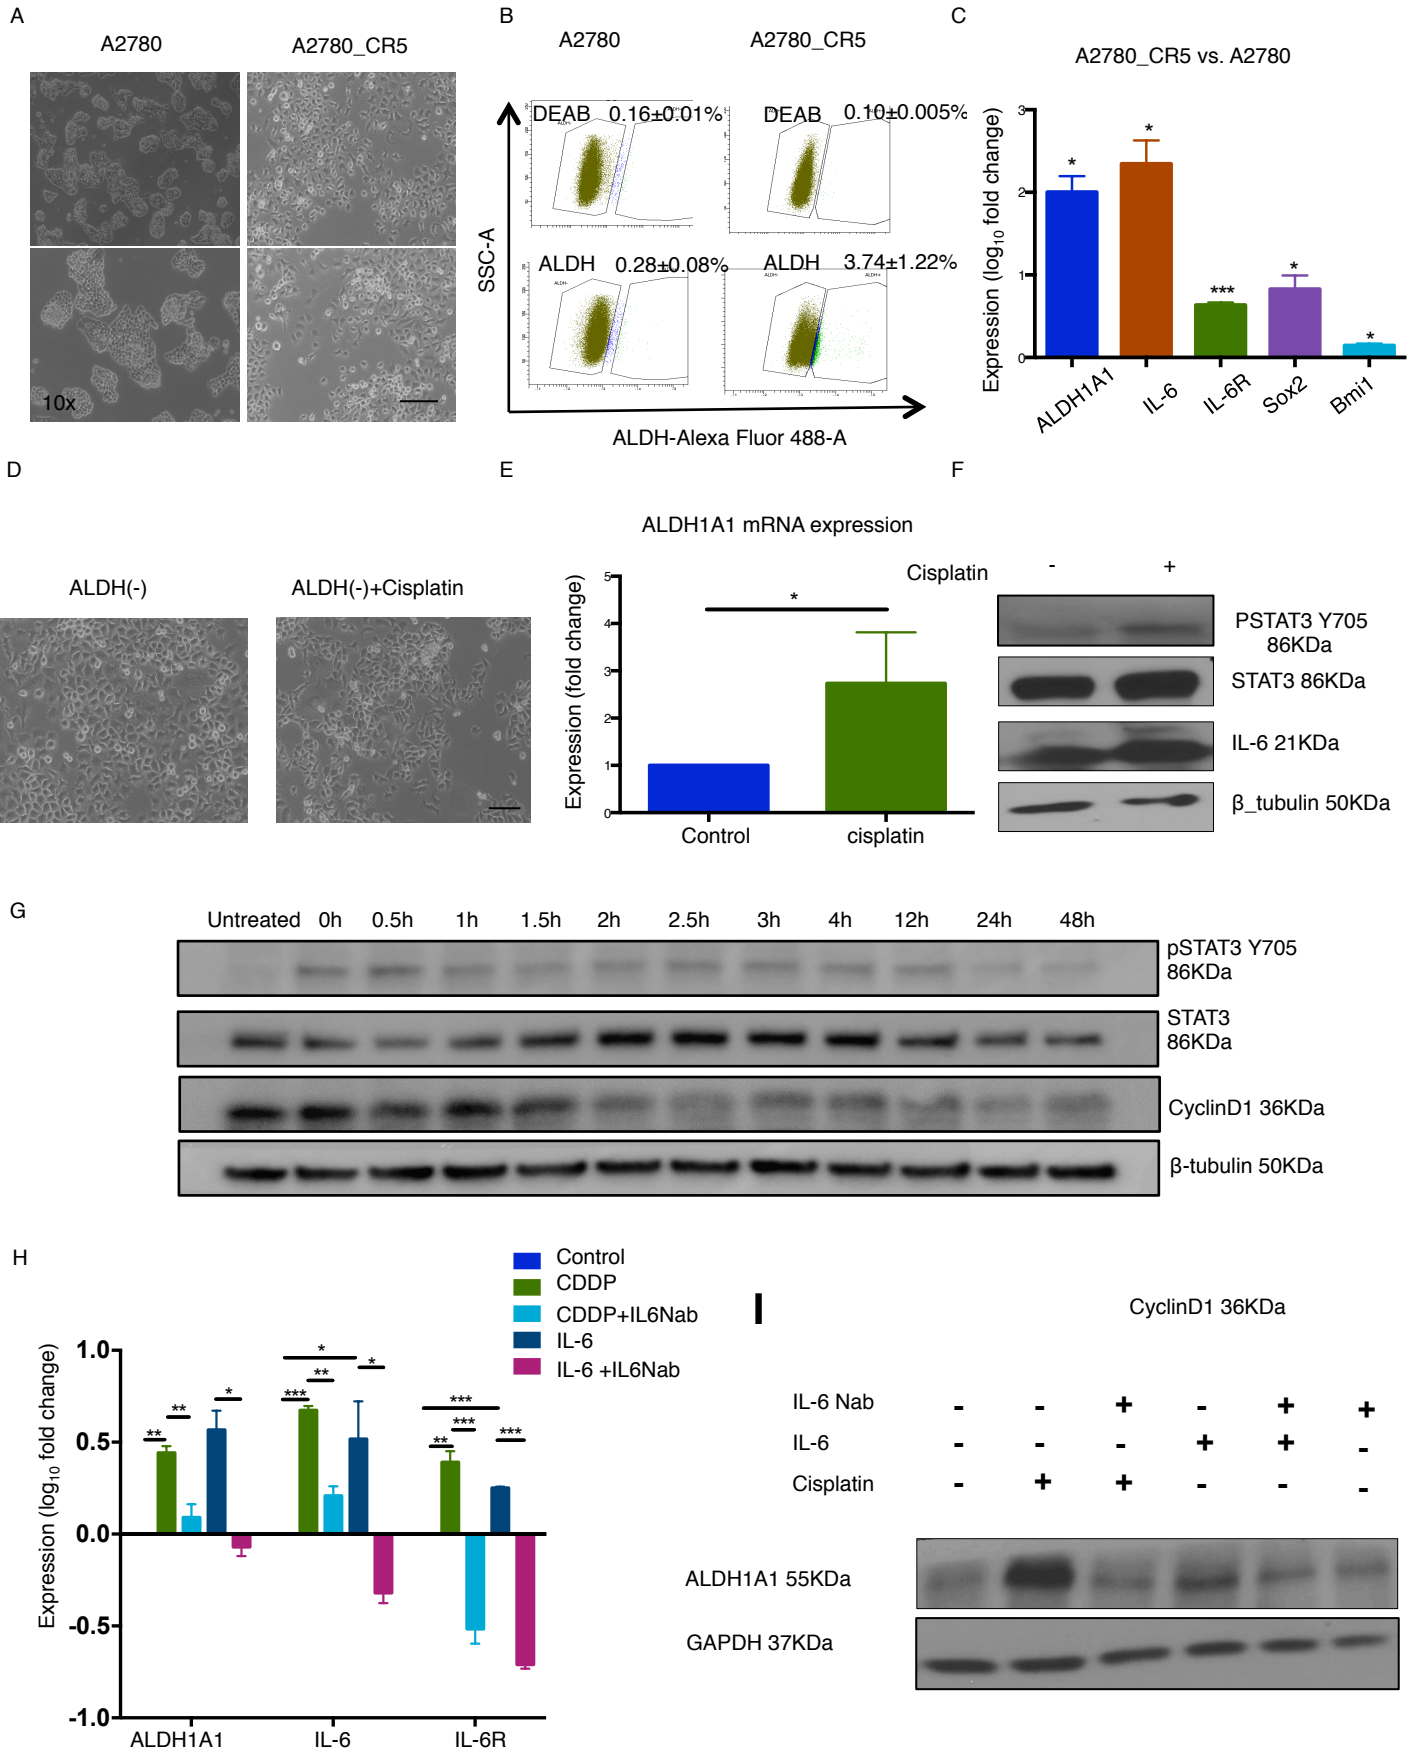 A
A2780
A2780_CR5
10x
B
A2780
A2780_CR5
DEAB 0.16±0.01%
DEAB 0.10±0.005%
ALDH 0.28±0.08%
ALDH 3.74±1.22%
SSC-A
ALDH-Alexa Fluor 488-A
C
A2780_CR5 vs. A2780
Expression (log10 fold change)
3
2
1
0
*
*
***
*
*
ALDH1A1
IL-6
IL-6R
Sox2
Bmi1
D
ALDH(-)
ALDH(-)+Cisplatin
E
ALDH1A1 mRNA expression
Expression (fold change)
5
4
3
2
1
0
*
Control
cisplatin
F
Cisplatin - +
PSTAT3 Y705
86KDa
STAT3 86KDa
IL-6 21KDa
β_tubulin 50KDa
G
Untreated 0h 0.5h 1h 1.5h 2h 2.5h 3h 4h 12h 24h 48h
pSTAT3 Y705
86KDa
STAT3
86KDa
CyclinD1 36KDa
β-tubulin 50KDa
H
Control
CDDP
CDDP+IL6Nab
IL-6
IL-6 +IL6Nab
Expression (log10 fold change)
1.0
0.5
0.0
-0.5
-1.0
** ** *
*** ** * *
** *** *** ***
ALDH1A1
IL-6
IL-6R
I
CyclinD1 36KDa
IL-6 Nab - - + - + +
IL-6 - - - + + -
Cisplatin - + + - - -
ALDH1A1 55KDa
GAPDH 37KDa